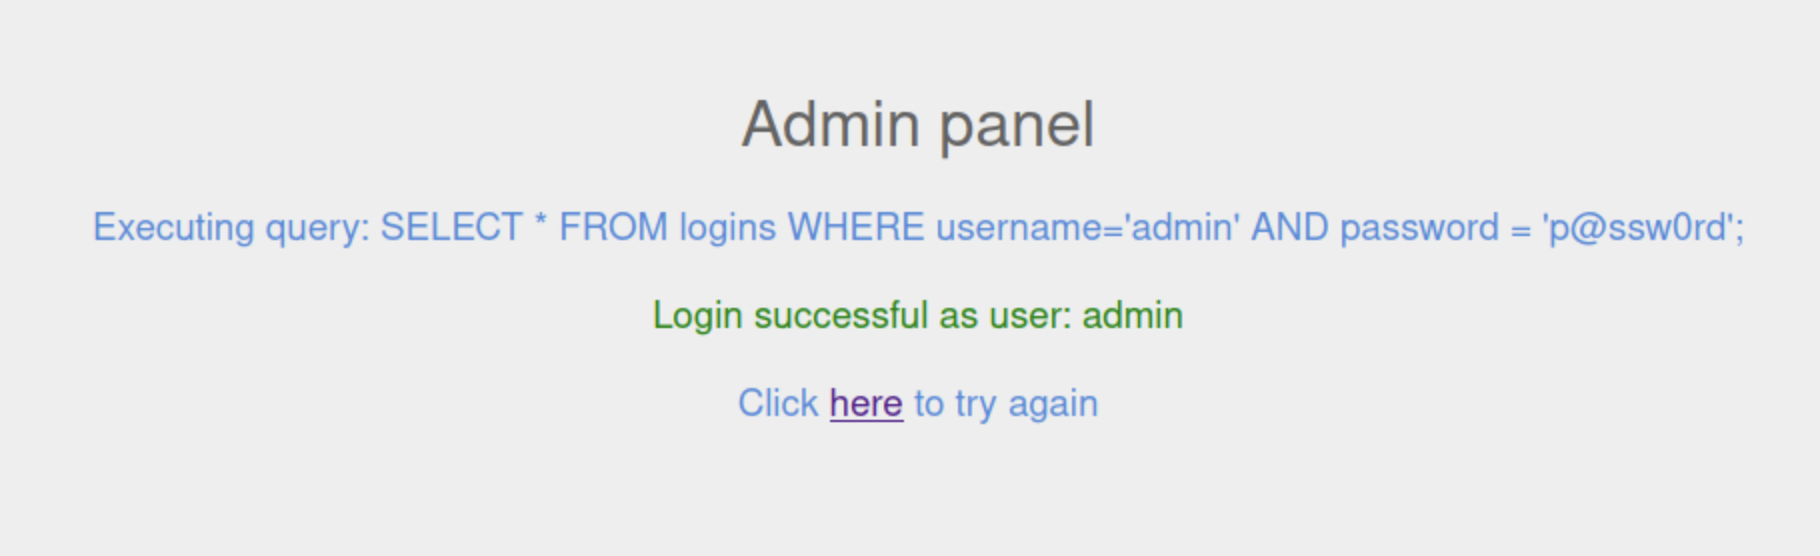 Admin panel
Executing query: SELECT * FROM logins WHERE username='admin' AND password = 'p@ssw0rd';
Login successful as user: admin
Click here to try again